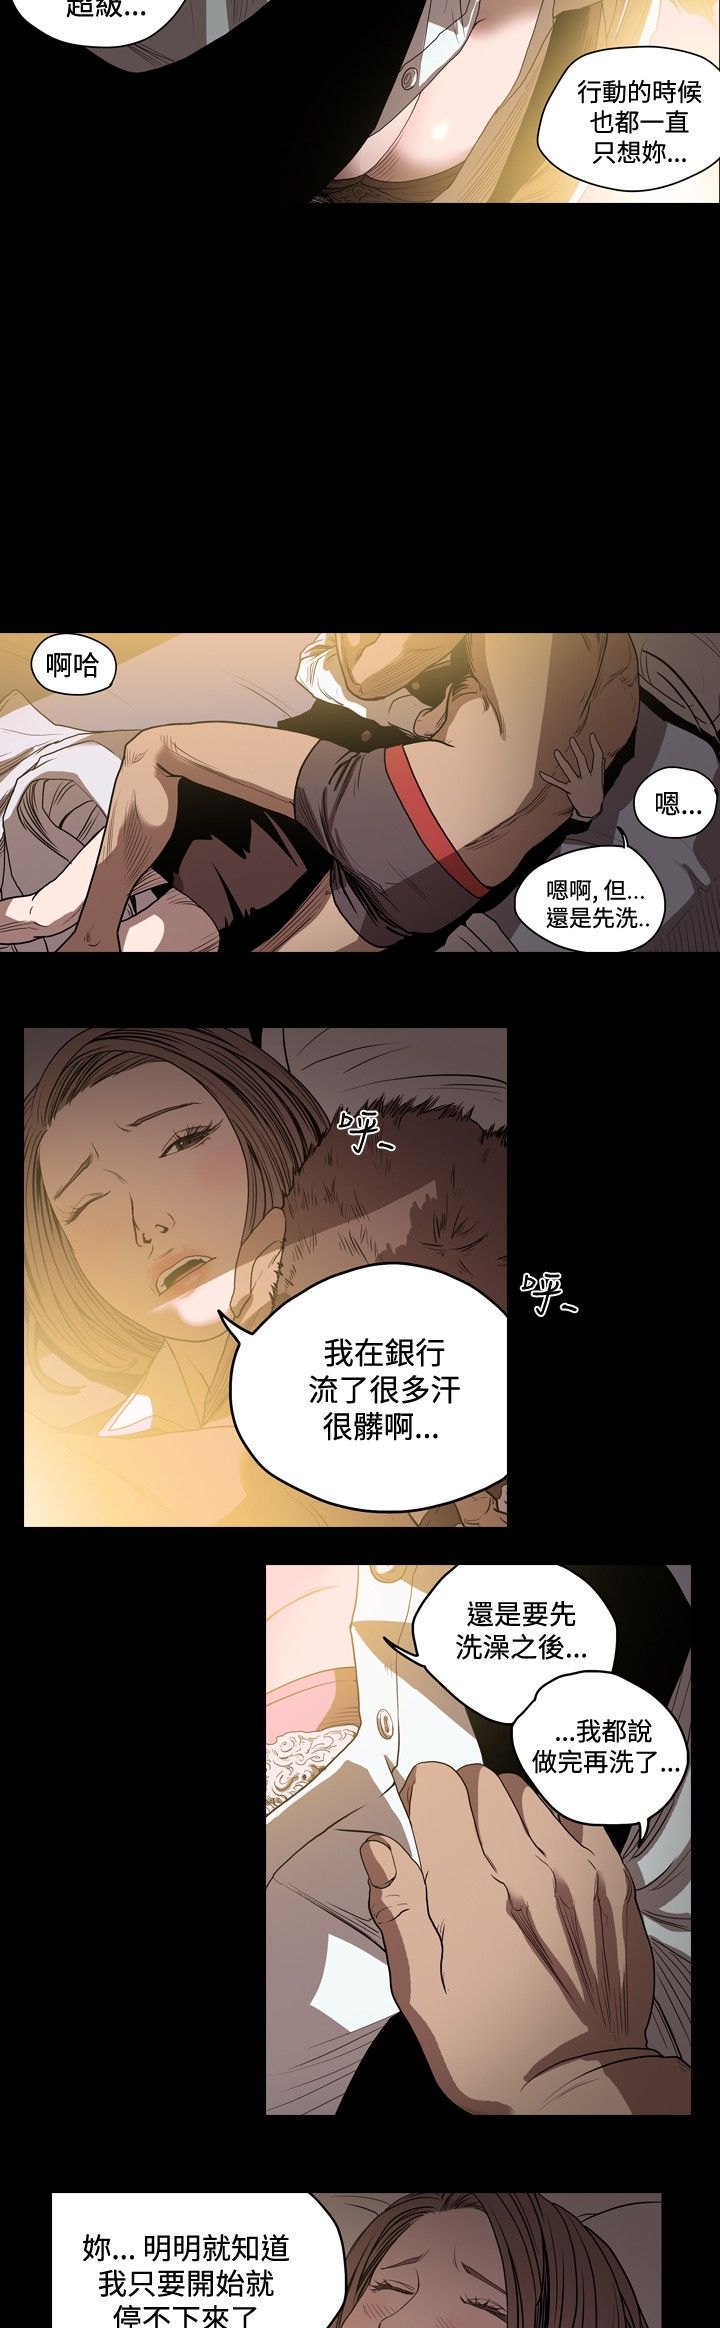 超級...
行動的時候
也都一直
只想妳...
啊哈
嗯...
嗯啊, 但...
還是先洗..
呼~
呼~
我在銀行
流了很多汗
很髒啊...
還是要先
洗澡之後...
...我都說
做完再洗了...
妳... 明明就知道
我只要開始就
停不下來了